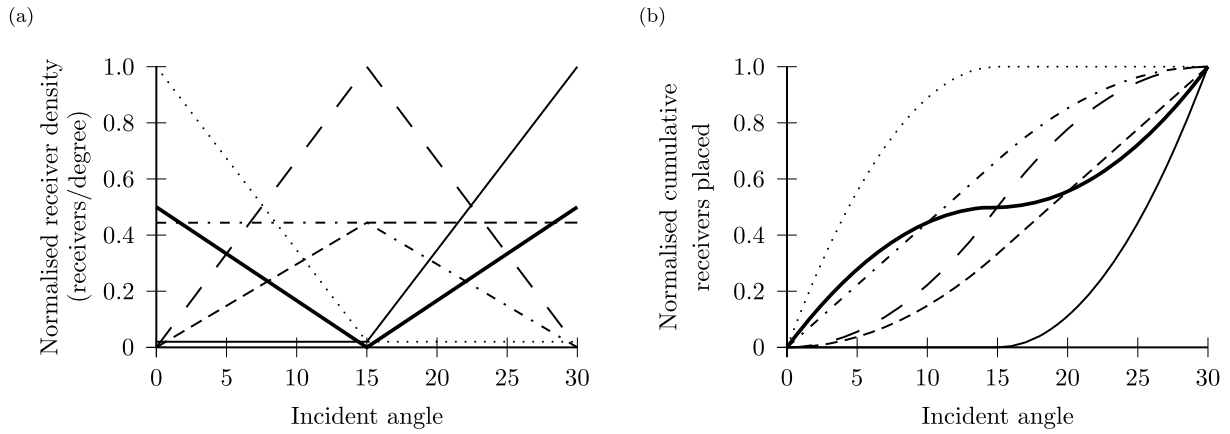 (a)
Normalised receiver density
(receivers/degree)
1.0
0.8
0.6
0.4
0.2
0
0 5 10 15 20 25 30
Incident angle
(b)
Normalised cumulative
receivers placed
1.0
0.8
0.6
0.4
0.2
0
0 5 10 15 20 25 30
Incident angle